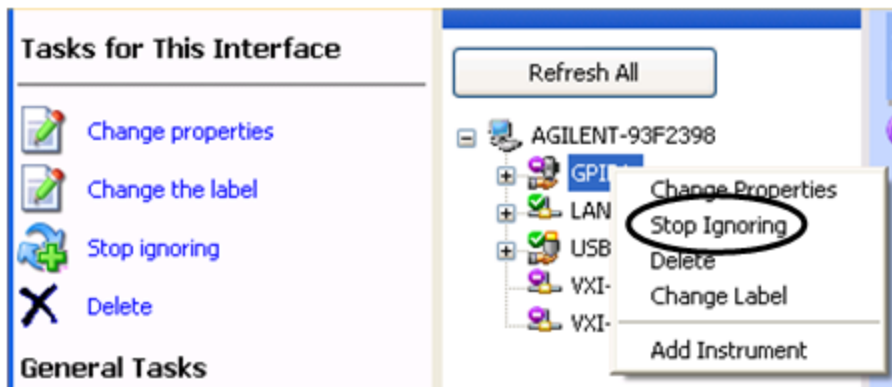 Tasks for This Interface
Change properties
Change the label
Stop ignoring
Delete
General Tasks
Refresh All
AGILENT-93F2398
LAN
USB
VXI-
VXI-
Change Properties
Stop Ignoring
Delete
Change Label
Add Instrument